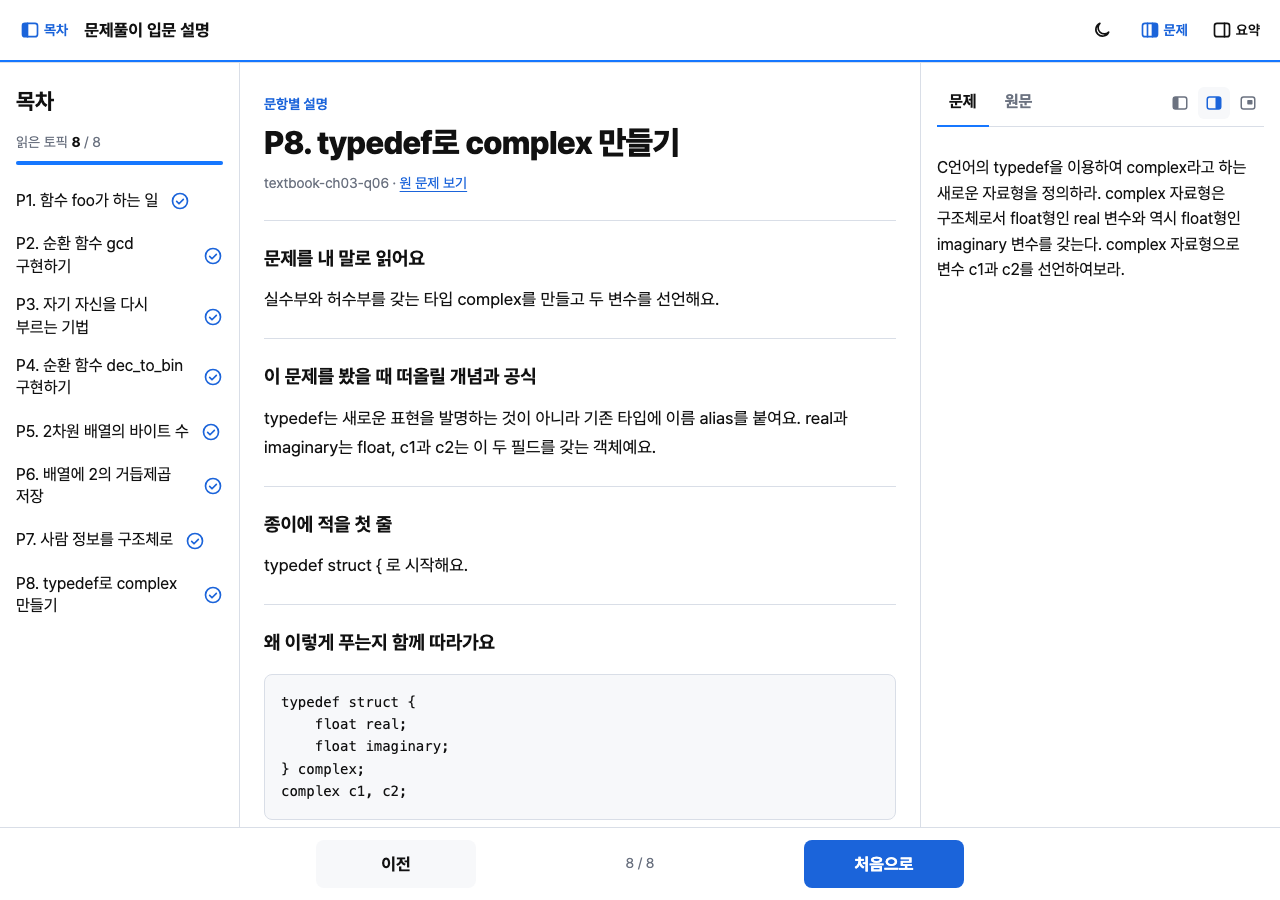 목차
문제풀이 입문 설명
문제
요약
목차
읽은 토픽 8 / 8
P1. 함수 foo가 하는 일
P2. 순환 함수 gcd
구현하기
P3. 자기 자신을 다시
부르는 기법
P4. 순환 함수 dec_to_bin
구현하기
P5. 2차원 배열의 바이트 수
P6. 배열에 2의 거듭제곱
저장
P7. 사람 정보를 구조체로
P8. typedef로 complex
만들기
문항별 설명
P8. typedef로 complex 만들기
textbook-ch03-q06 · 원 문제 보기
문제를 내 말로 읽어요
실수부와 허수부를 갖는 타입 complex를 만들고 두 변수를 선언해요.
이 문제를 봤을 때 떠올릴 개념과 공식
typedef는 새로운 표현을 발명하는 것이 아니라 기존 타입에 이름 alias를 붙여요. real과
imaginary는 float, c1과 c2는 이 두 필드를 갖는 객체예요.
종이에 적을 첫 줄
typedef struct { 로 시작해요.
왜 이렇게 푸는지 함께 따라가요
typedef struct {
    float real;
    float imaginary;
} complex;
complex c1, c2;
문제
원문
C언어의 typedef을 이용하여 complex라고 하는
새로운 자료형을 정의하라. complex 자료형은
구조체로서 float형인 real 변수와 역시 float형인
imaginary 변수를 갖는다. complex 자료형으로
변수 c1과 c2를 선언하여보라.
이전
8 / 8
처음으로